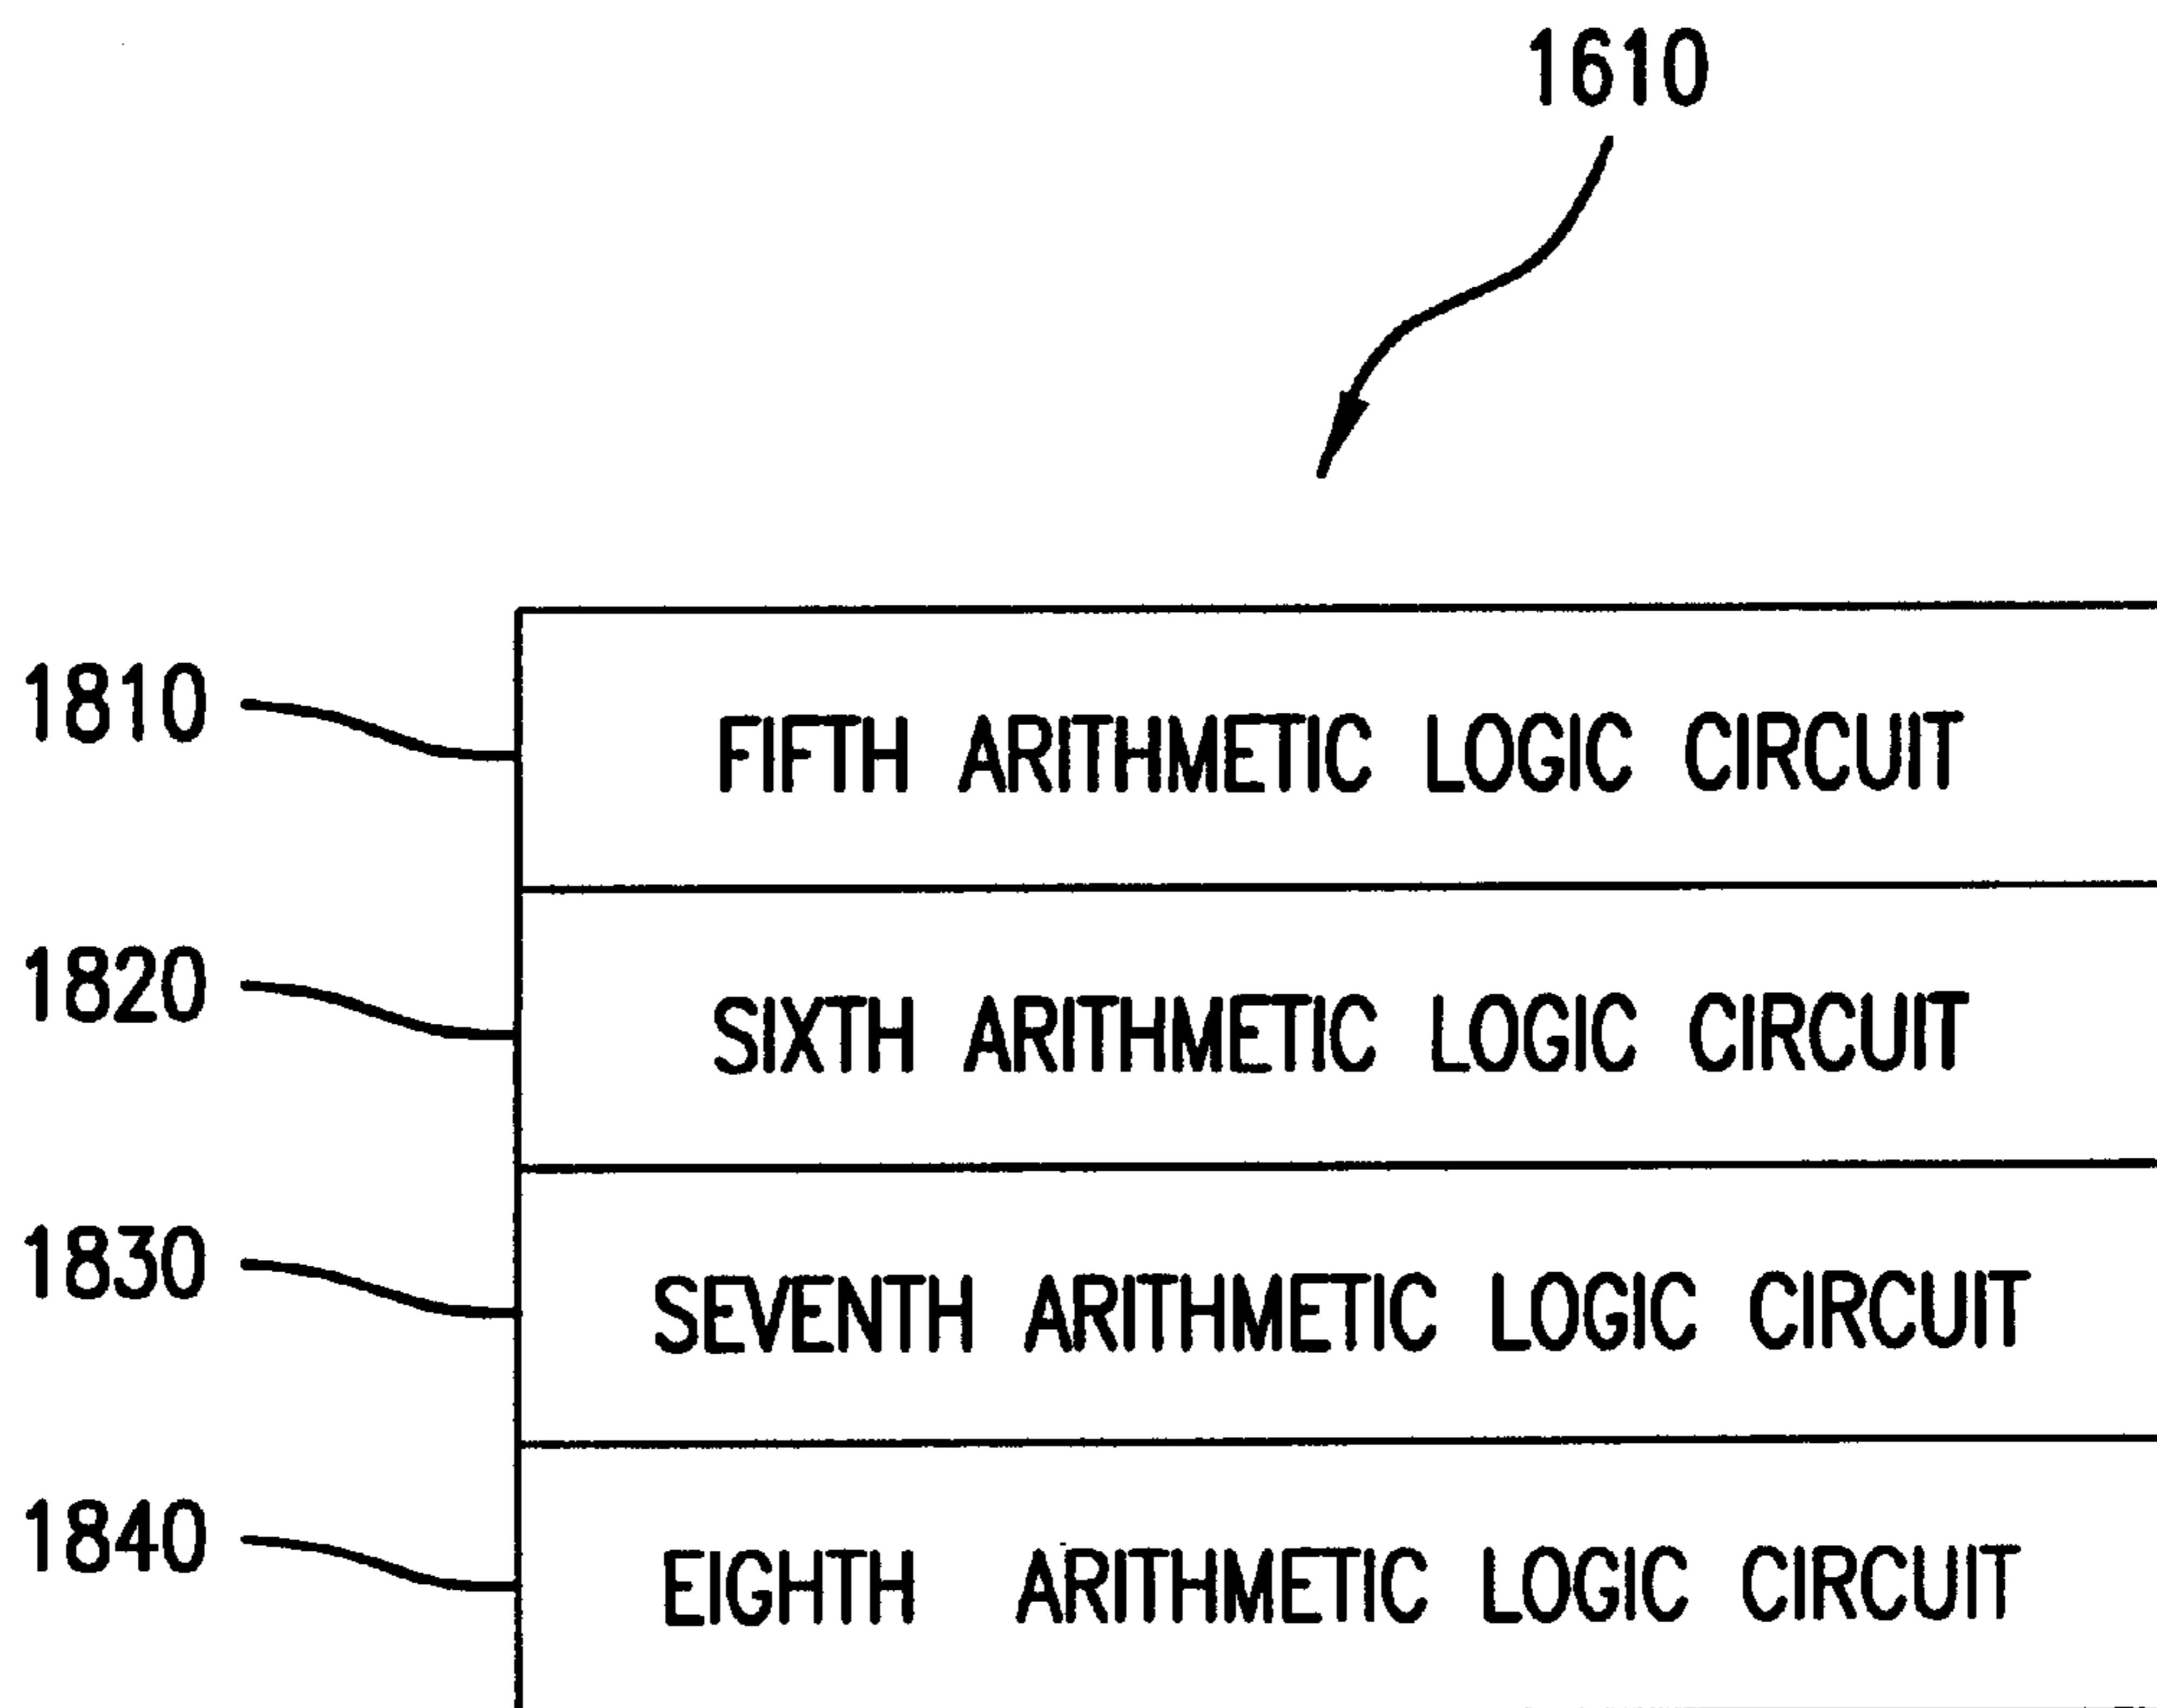 1610
1810 FIFTH ARITHMETIC LOGIC CIRCUIT
1820 SIXTH ARITHMETIC LOGIC CIRCUIT
1830 SEVENTH ARITHMETIC LOGIC CIRCUIT
1840 EIGHTH ARITHMETIC LOGIC CIRCUIT